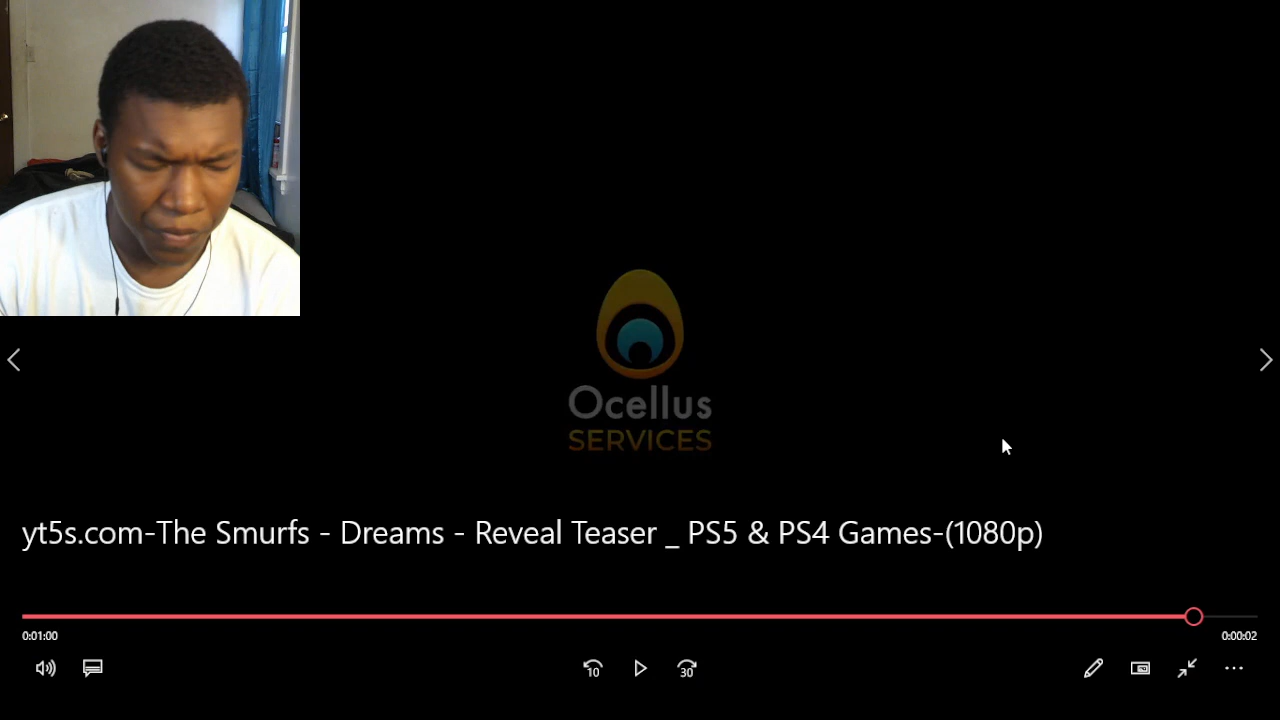 Ocellus
SERVICES
yt5s.com-The Smurfs - Dreams - Reveal Teaser _ PS5 & PS4 Games-(1080p)
0:01:00
0:00:02
10
30